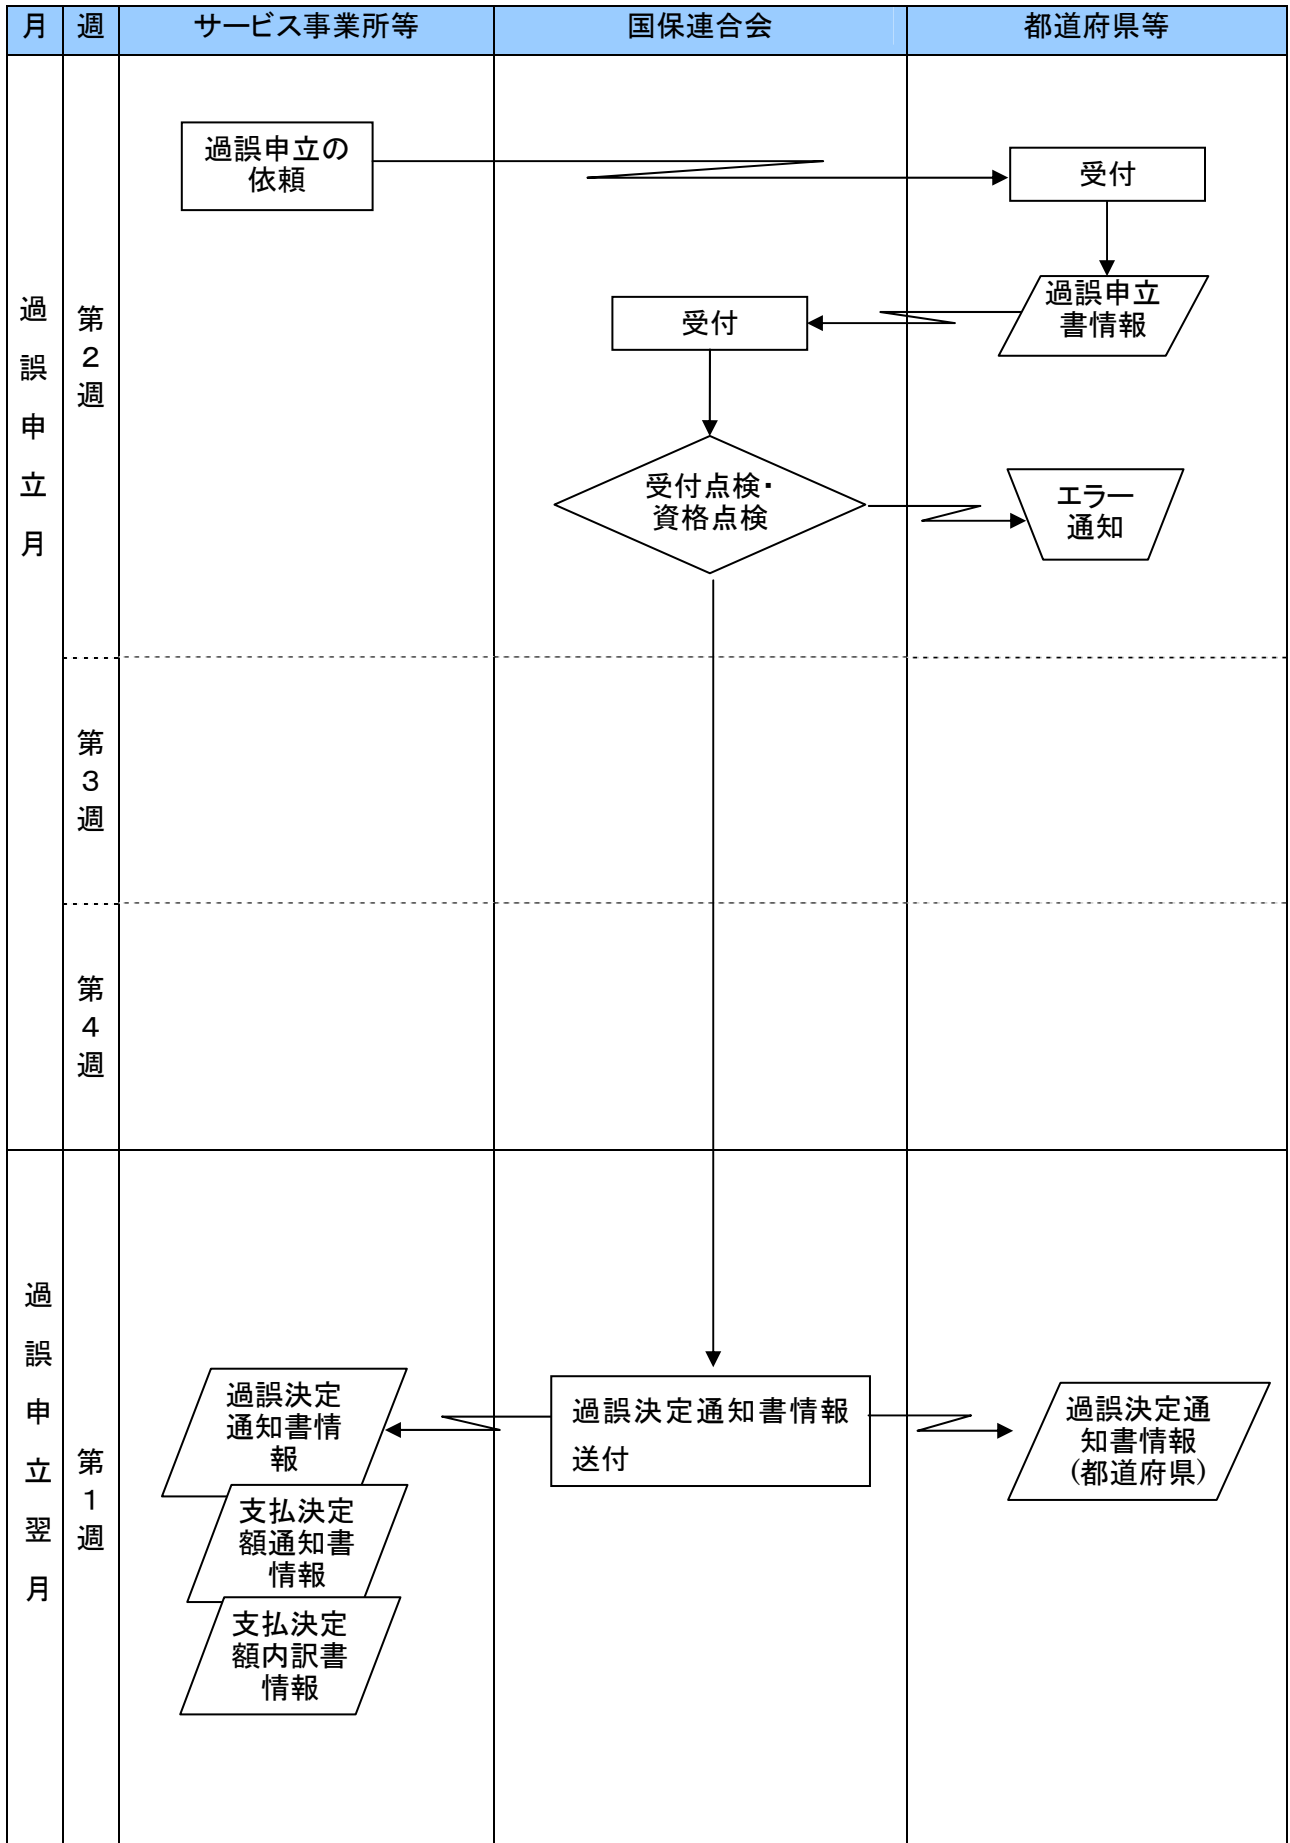 月 週 サービス事業所等 国保連合会 都道府県等
過誤申立月
第2週
過誤申立の
依頼
受付
過誤申立
書情報
受付
受付点検・
資格点検
エラー
通知
第3週
第4週
過誤申立翌月
第1週
過誤決定
通知書情
報
支払決定
額通知書
情報
支払決定
額内訳書
情報
過誤決定通知書情報
送付
過誤決定通
知書情報
(都道府県)